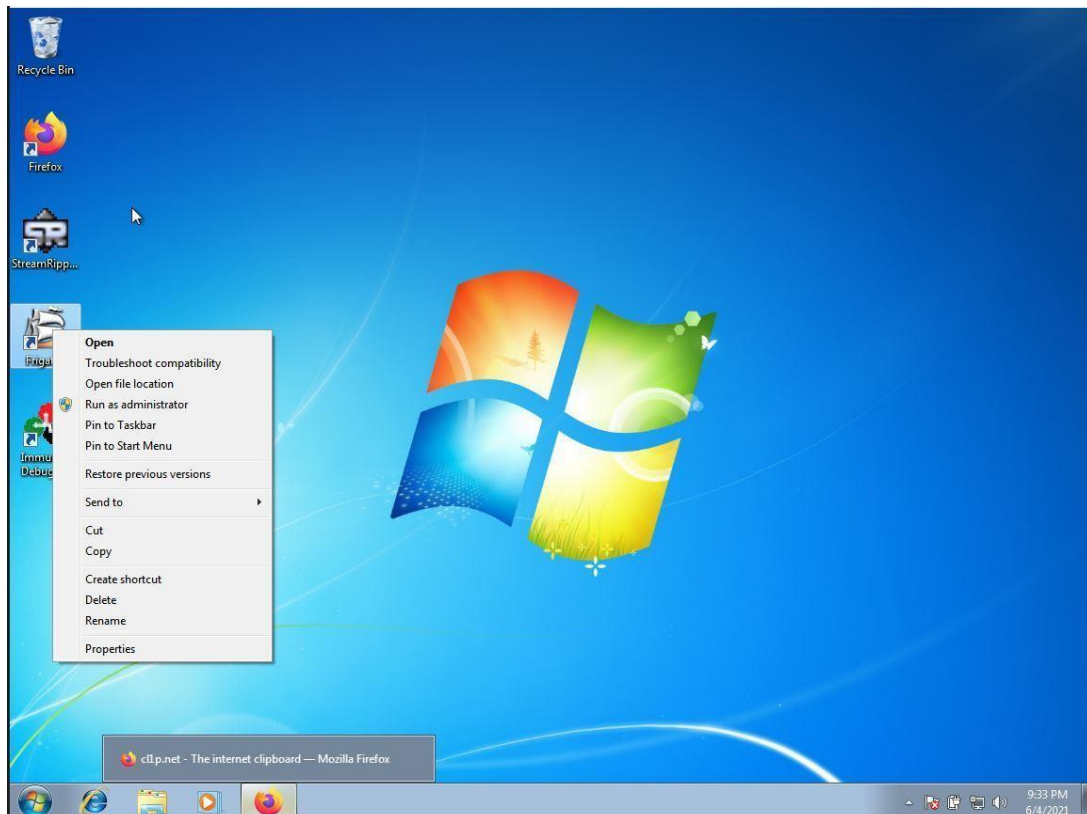 Recycle Bin
Firefox
StreamRipp...
Open
Troubleshoot compatibility
Open file location
Run as administrator
Pin to Taskbar
Pin to Start Menu
Restore previous versions
Send to
Cut
Copy
Create shortcut
Delete
Rename
Properties
cl1p.net - The internet clipboard — Mozilla Firefox
9:33 PM
6/4/2021